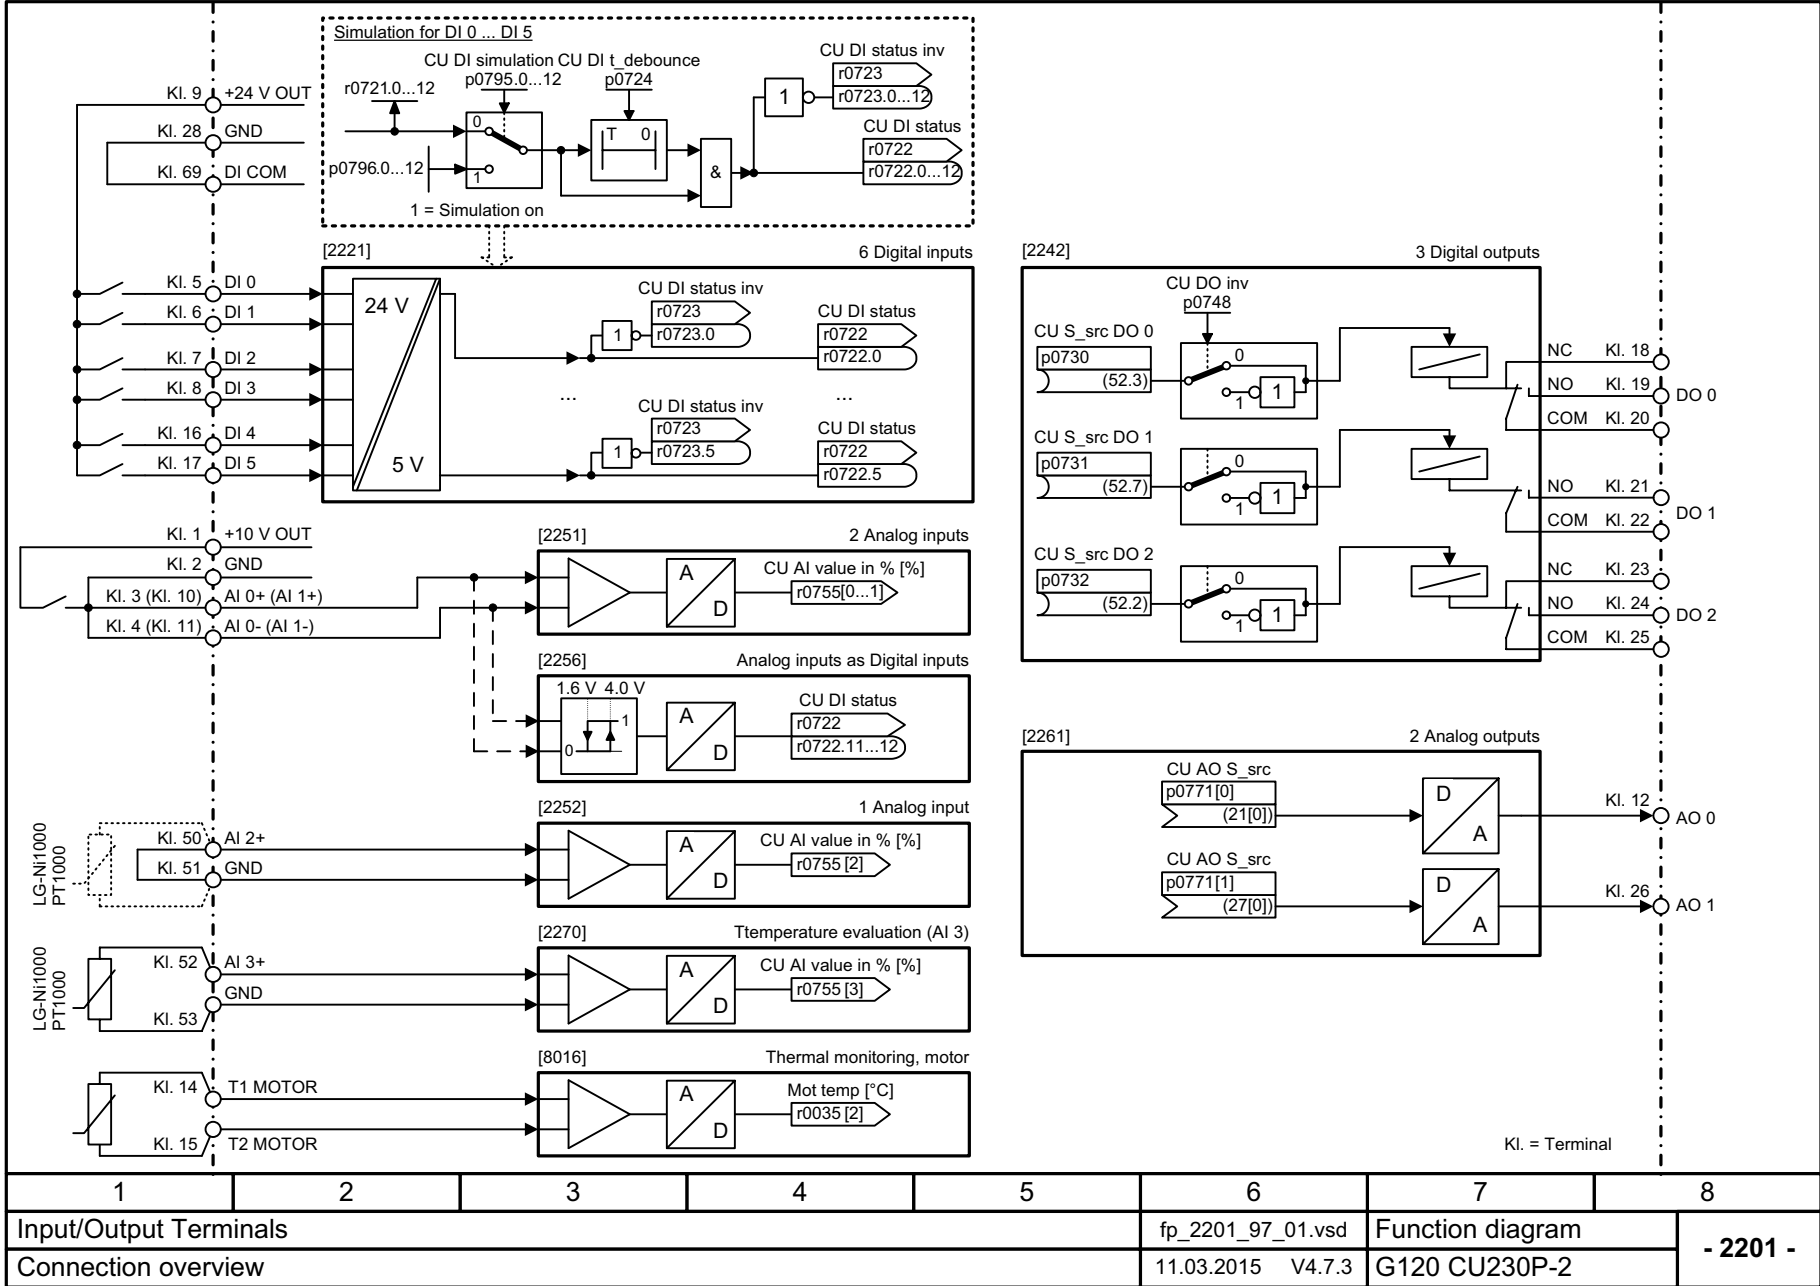 Simulation for DI 0 ... DI 5
CU DI simulation
p0795.0...12
CU DI t_debounce
p0724
CU DI status inv
r0723
r0723.0...12
r0721.0...12
0
T 0
1
CU DI status
r0722
r0722.0...12
p0796.0...12
1
&
1 = Simulation on
Kl. 9 +24 V OUT
Kl. 28 GND
Kl. 69 DI COM
[2221] 6 Digital inputs
Kl. 5 DI 0
Kl. 6 DI 1
Kl. 7 DI 2
Kl. 8 DI 3
Kl. 16 DI 4
Kl. 17 DI 5
24 V
5 V
CU DI status inv
r0723
r0723.0
1
CU DI status
r0722
r0722.0
... ...
CU DI status inv
r0723
r0723.5
1
CU DI status
r0722
r0722.5
Kl. 1 +10 V OUT
Kl. 2 GND
Kl. 3 (Kl. 10) AI 0+ (AI 1+)
Kl. 4 (Kl. 11) AI 0- (AI 1-)
[2251] 2 Analog inputs
A
D
CU AI value in % [%]
r0755[0...1]
[2256] Analog inputs as Digital inputs
1.6 V 4.0 V
1
0
A
D
CU DI status
r0722
r0722.11...12
LG-Ni1000
PT1000
Kl. 50 AI 2+
Kl. 51 GND
[2252] 1 Analog input
A
D
CU AI value in % [%]
r0755 [2]
LG-Ni1000
PT1000
Kl. 52 AI 3+
GND
Kl. 53
[2270] Ttemperature evaluation (AI 3)
A
D
CU AI value in % [%]
r0755 [3]
Kl. 14 T1 MOTOR
Kl. 15 T2 MOTOR
[8016] Thermal monitoring, motor
A
D
Mot temp [°C]
r0035 [2]
[2242] 3 Digital outputs
CU DO inv
p0748
CU S_src DO 0
p0730
(52.3)
0
1 1
NC Kl. 18
NO Kl. 19
COM Kl. 20
DO 0
CU S_src DO 1
p0731
(52.7)
0
1 1
NO Kl. 21
COM Kl. 22
DO 1
CU S_src DO 2
p0732
(52.2)
0
1 1
NC Kl. 23
NO Kl. 24
COM Kl. 25
DO 2
[2261] 2 Analog outputs
CU AO S_src
p0771[0]
(21[0])
D
A
Kl. 12
AO 0
CU AO S_src
p0771[1]
(27[0])
D
A
Kl. 26
AO 1
Kl. = Terminal
1 2 3 4 5 6 7 8
Input/Output Terminals fp_2201_97_01.vsd Function diagram
- 2201 -
Connection overview 11.03.2015 V4.7.3 G120 CU230P-2